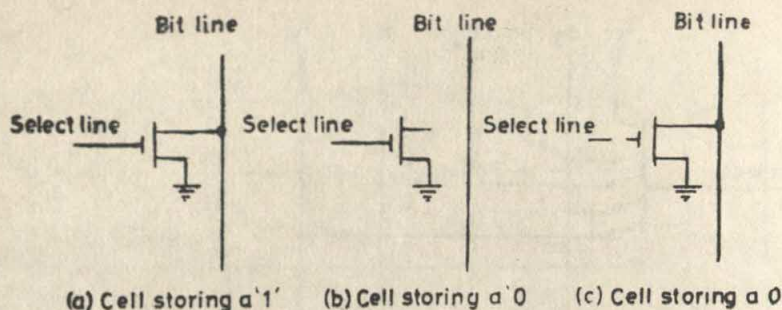 Bit line Bit line Bit line
Select line Select line Select line
(a) Cell storing a '1' (b) Cell storing a '0 (c) Cell storing a 0